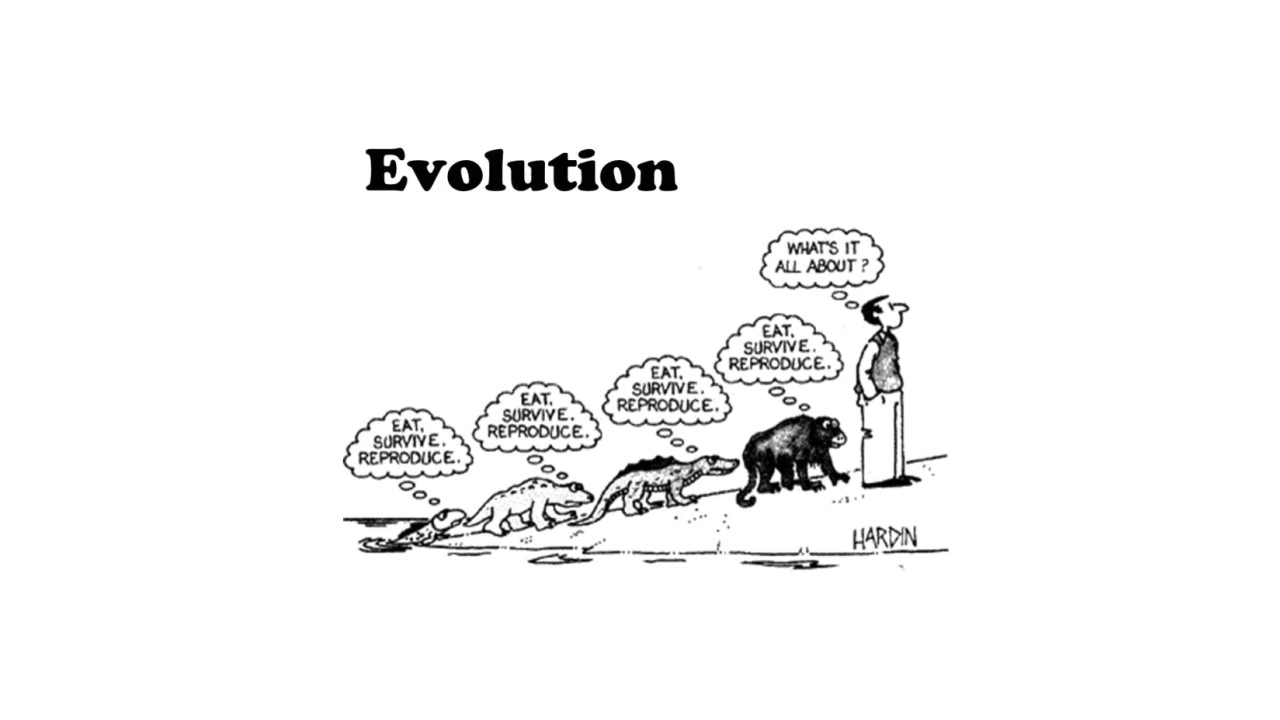 Evolution
EAT,
SURVIVE.
REPRODUCE.
EAT,
SURVIVE.
REPRODUCE.
EAT,
SURVIVE.
REPRODUCE.
EAT,
SURVIVE.
REPRODUCE.
WHAT'S IT
ALL ABOUT?
HARDIN